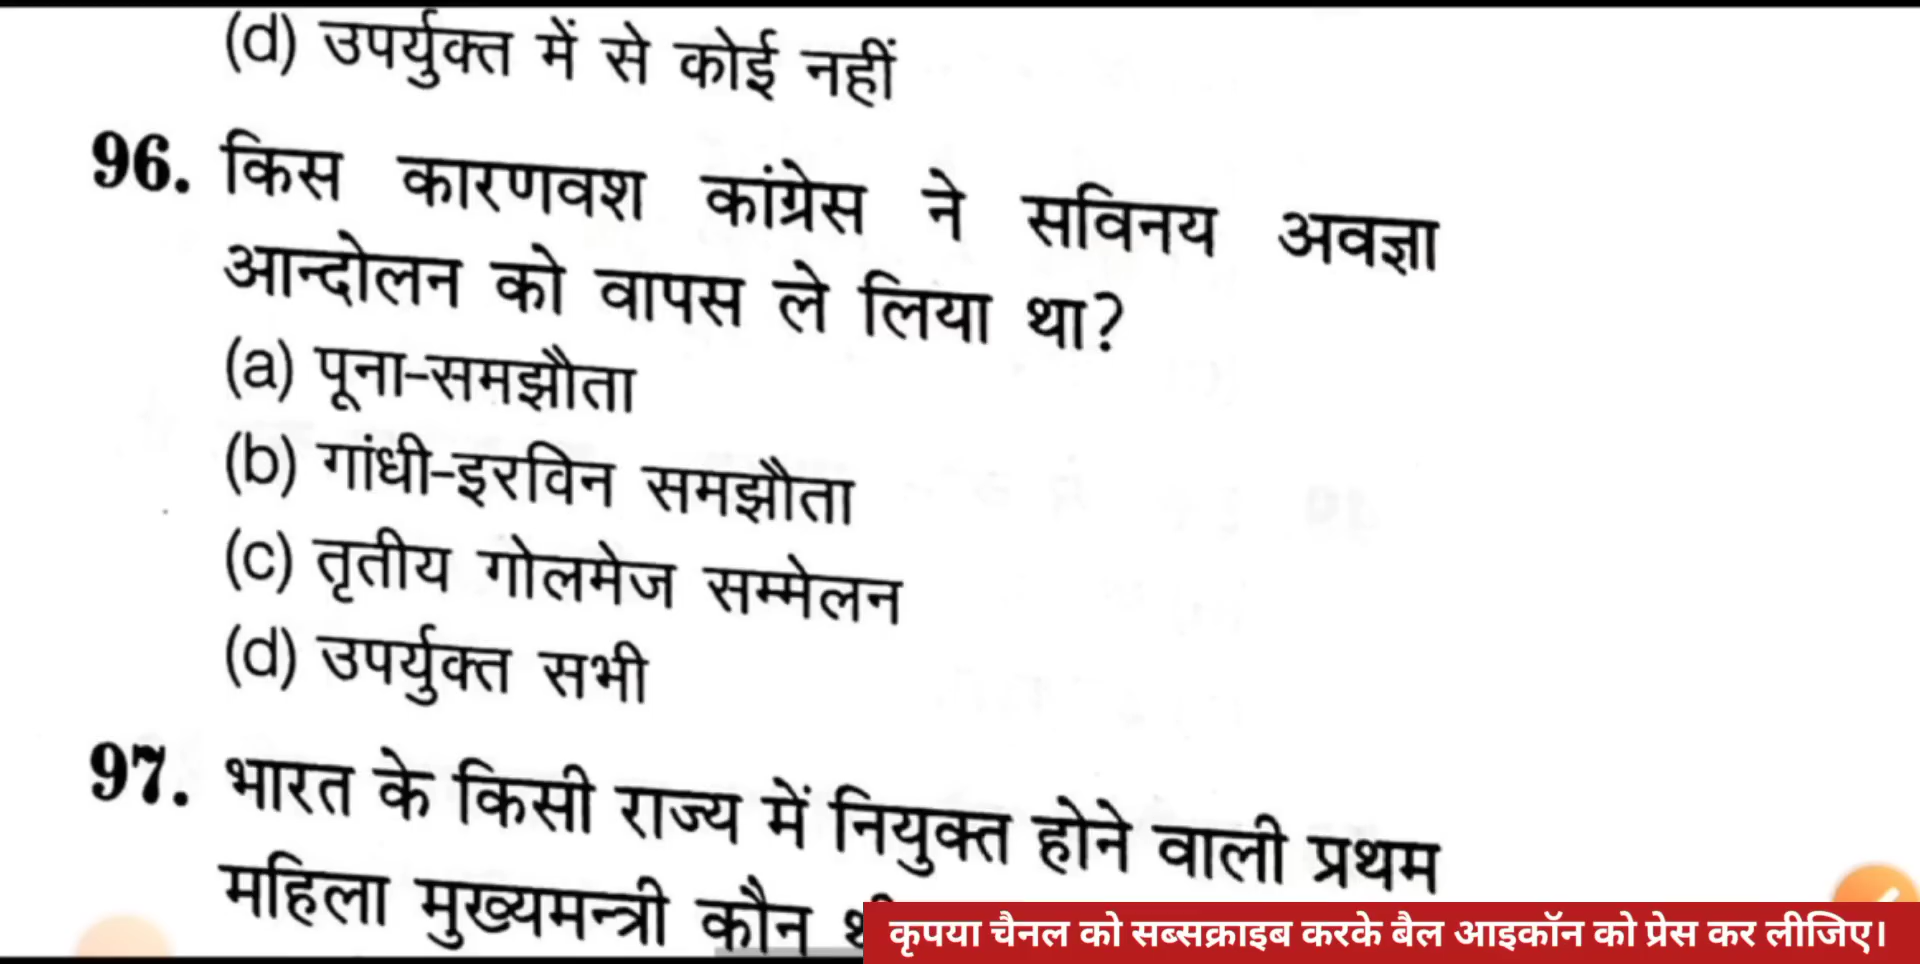 (d) उपर्युक्त में से कोई नहीं
96. किस कारणवश कांग्रेस ने सविनय अवज्ञा
आन्दोलन को वापस ले लिया था?
(a) पूना-समझौता
(b) गांधी-इरविन समझौता
(c) तृतीय गोलमेज सम्मेलन
(d) उपर्युक्त सभी
97. भारत के किसी राज्य में नियुक्त होने वाली प्रथम
महिला मुख्यमन्त्री कौन
कृपया चैनल को सब्सक्राइब करके बैल आइकॉन को प्रेस कर लीजिए।